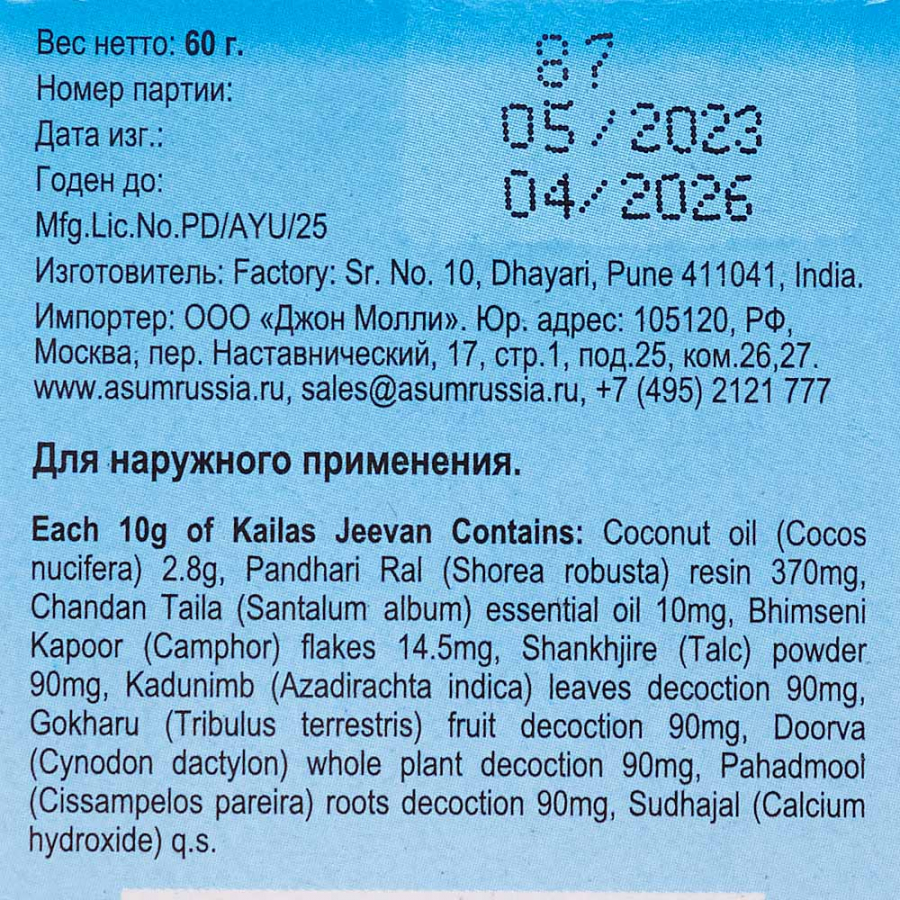 Вес нетто: 60 г.
87
Номер партии:
05/2023
Дата изг.:
04/2026
Годен до:
Mfg.Lic.No.PD/AYU/25
Изготовитель: Factory: Sr. No. 10, Dhayari, Pune 411041, India.
Импортер: ООО «Джон Молли». Юр. адрес: 105120, РФ,
Москва, пер. Наставнический, 17, стр.1, под.25, ком.26,27.
www.asumrussia.ru, sales@asumrussia.ru, +7 (495) 2121 777
Для наружного применения.
Each 10g of Kailas Jeevan Contains: Coconut oil (Cocos
nucifera) 2.8g, Pandhari Ral (Shorea robusta) resin 370mg,
Chandan Taila (Santalum album) essential oil 10mg, Bhimseni
Kapoor (Camphor) flakes 14.5mg, Shankhjire (Talc) powder
90mg, Kadunimb (Azadirachta indica) leaves decoction 90mg,
Gokharu (Tribulus terrestris) fruit decoction 90mg, Doorva
(Cynodon dactylon) whole plant decoction 90mg, Pahadmool
(Cissampelos pareira) roots decoction 90mg, Sudhajal (Calcium
hydroxide) q.s.